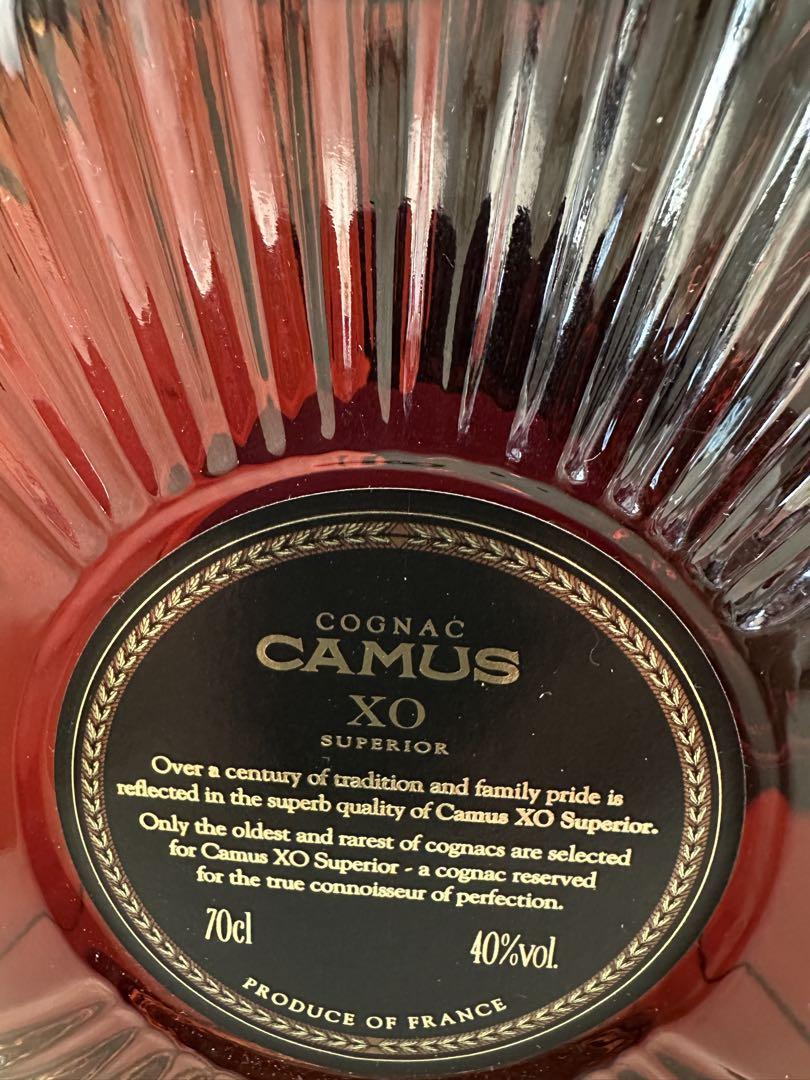 COGNAC
CAMUS
XO
SUPERIOR
Over a century of tradition and family pride is
reflected in the superb quality of Camus XO Superior.
Only the oldest and rarest of cognacs are selected
for Camus XO Superior - a cognac reserved
for the true connoisseur of perfection.
70cl
40%vol.
PRODUCE OF FRANCE